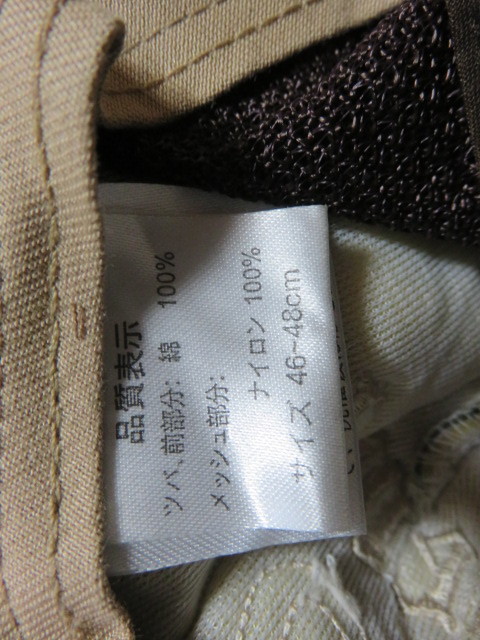 品質表示
ツバ、前部分: 綿 100%
メッシュ部分:
ナイロン 100%
サイズ 46-48cm